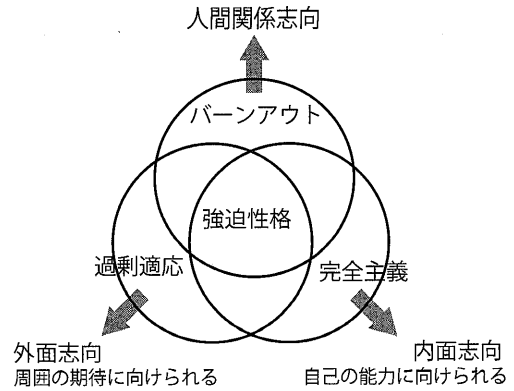 人間関係志向
バーンアウト
強迫性格
過剰適応
完全主義
外面志向
周囲の期待に向けられる
内面志向
自己の能力に向けられる